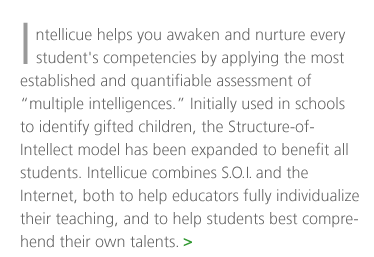 Intellicue helps you awaken and nurture every
student's competencies by applying the most
established and quantifiable assessment of
“multiple intelligences.” Initially used in schools
to identify gifted children, the Structure-of-
Intellect model has been expanded to benefit all
students. Intellicue combines S.O.I. and the
Internet, both to help educators fully individualize
their teaching, and to help students best compre-
hend their own talents. >